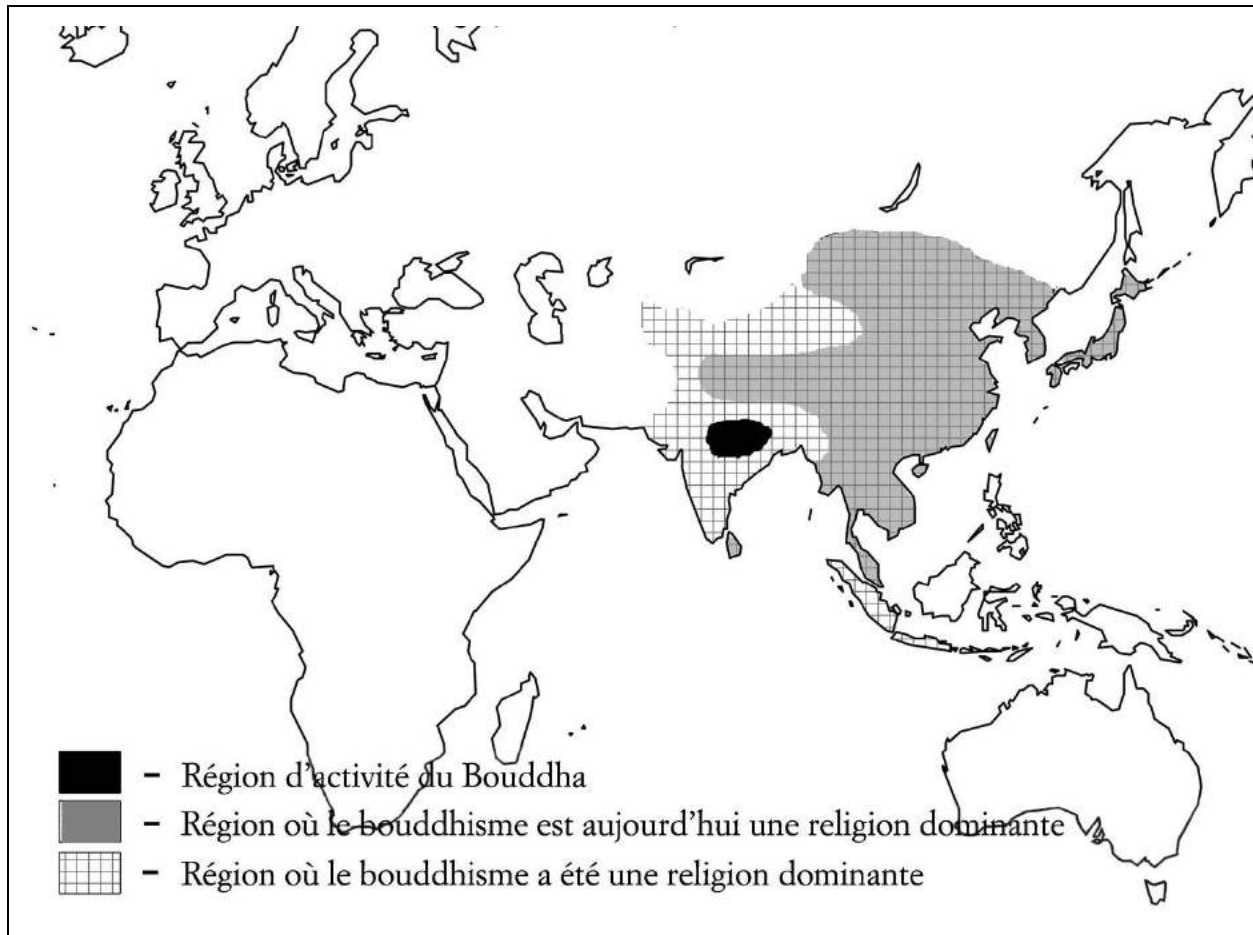 – Région d'activité du Bouddha
– Région où le bouddhisme est aujourd'hui une religion dominante
– Région où le bouddhisme a été une religion dominante